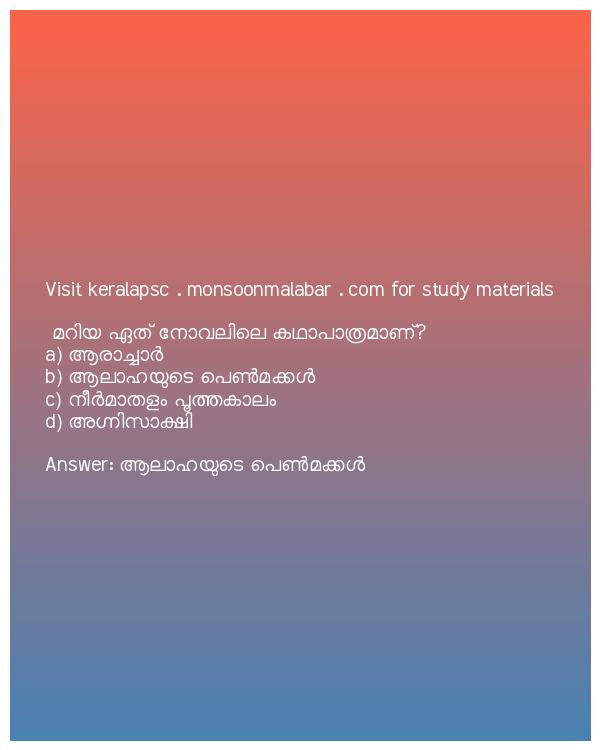 Visit keralapsc . monsoonmalabar . com for study materials
മറിയ ഏത് നോവലിലെ കഥാപാത്രമാണ്?
a) ആരാച്ചാർ
b) ആലാഹയുടെ പെൺമക്കൾ
c) നീർമാതളം പൂത്തകാലം
d) അഗ്നിസാക്ഷി
Answer: ആലാഹയുടെ പെൺമക്കൾ